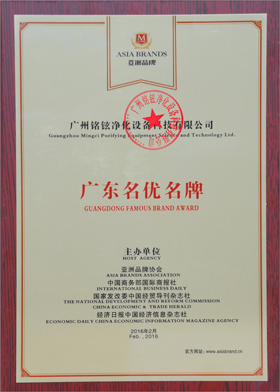 M
ASIA BRANDS
亚洲品牌
广州铭铉净化设备科技有限公司
Guangzhou Mingci Purifying Equipment Science and Technology Ltd.
广东名优名牌
GUANGDONG FAMOUS BRAND AWARD
主办单位
HOST AGENCY
亚洲品牌协会
ASIA BRANDS ASSOCIATION
中国商务部国际商报社
INTERNATIONAL BUSINESS DAILY
国家发改委中国经贸导刊杂志社
THE NATIONAL DEVELOPMENT AND REFORM COMMISSION
CHINA ECONOMIC & TRADE HERALD
经济日报中国经济信息杂志社
ECONOMIC DAILY CHINA ECONOMIC INFORMATION MAGAZINE AGENCY
2016年2月
Feb. , 2016
官方网站: www.asiabrand.cn